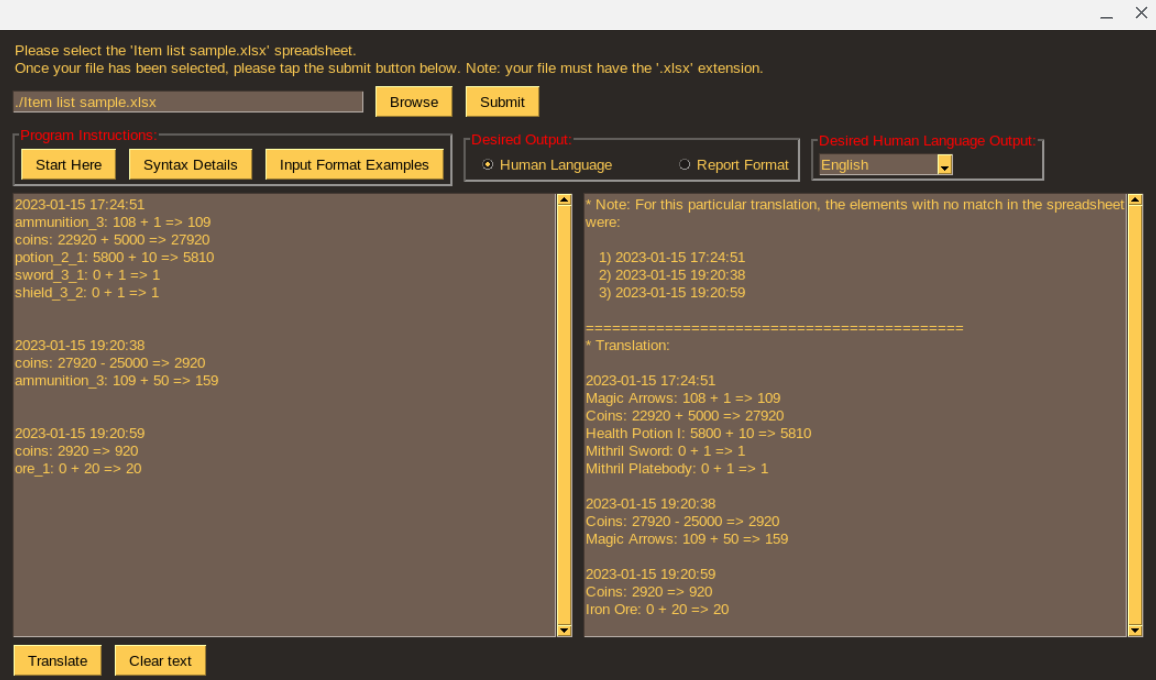 Please select the 'Item list sample.xlsx' spreadsheet.
Once your file has been selected, please tap the submit button below. Note: your file must have the '.xlsx' extension.
./Item list sample.xlsx
Browse
Submit
Program Instructions:
Start Here
Syntax Details
Input Format Examples
Desired Output:
Human Language
Report Format
Desired Human Language Output:
English
2023-01-15 17:24:51
ammunition_3: 108 + 1 => 109
coins: 22920 + 5000 => 27920
potion_2_1: 5800 + 10 => 5810
sword_3_1: 0 + 1 => 1
shield_3_2: 0 + 1 => 1
2023-01-15 19:20:38
coins: 27920 - 25000 => 2920
ammunition_3: 109 + 50 => 159
2023-01-15 19:20:59
coins: 2920 => 920
ore_1: 0 + 20 => 20
* Note: For this particular translation, the elements with no match in the spreadsheet
were:
1) 2023-01-15 17:24:51
2) 2023-01-15 19:20:38
3) 2023-01-15 19:20:59
===========================================
* Translation:
2023-01-15 17:24:51
Magic Arrows: 108 + 1 => 109
Coins: 22920 + 5000 => 27920
Health Potion I: 5800 + 10 => 5810
Mithril Sword: 0 + 1 => 1
Mithril Platebody: 0 + 1 => 1
2023-01-15 19:20:38
Coins: 27920 - 25000 => 2920
Magic Arrows: 109 + 50 => 159
2023-01-15 19:20:59
Coins: 2920 => 920
Iron Ore: 0 + 20 => 20
Translate
Clear text